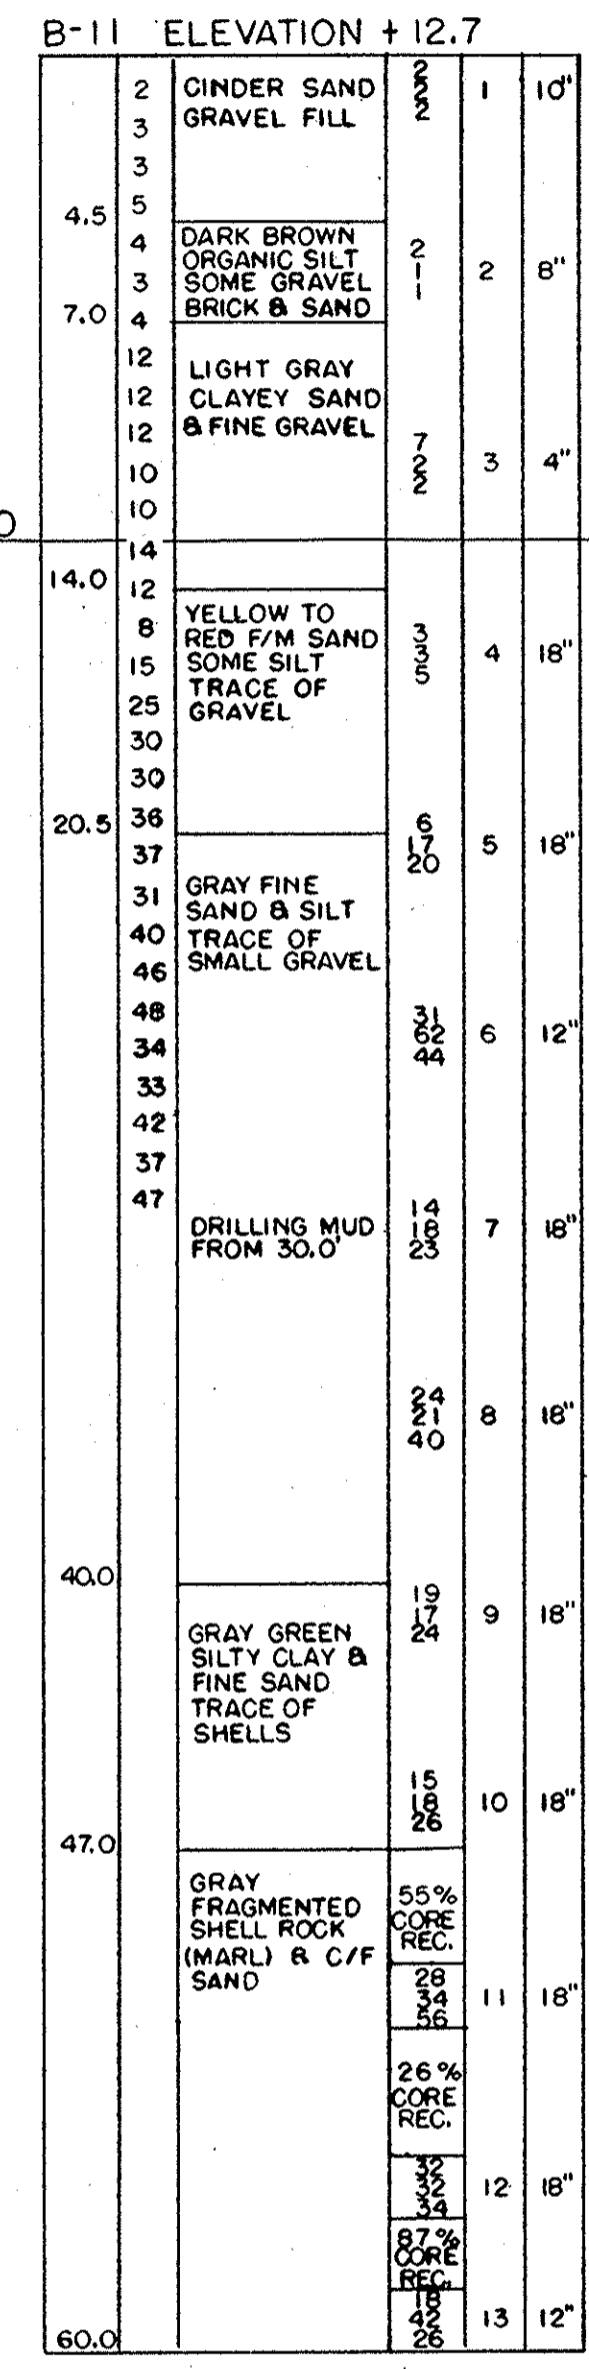 B-11 ELEVATION +12.7
2 CINDER SAND 2 1 10"
3 GRAVEL FILL 2
3 2
4.5 5
4 DARK BROWN
ORGANIC SILT 2
3 SOME GRAVEL 1 2 8"
7.0 4 BRICK & SAND 1
12 LIGHT GRAY
12 CLAYEY SAND
12 & FINE GRAVEL 7
10 2 3 4"
10 2
14
14.0 12
8 YELLOW TO
RED F/M SAND 3
15 SOME SILT 3 4 18"
25 TRACE OF 5
GRAVEL
30
30
20.5 36 6
37 17 5 18"
20
31 GRAY FINE
SAND & SILT
40 TRACE OF
46 SMALL GRAVEL
48 31
34 62 6 12"
33 44
42
37
47 14
DRILLING MUD 18 7 18"
FROM 30.0' 23
24
21 8 18"
40
40.0
19
17 9 18"
GRAY GREEN 24
SILTY CLAY &
FINE SAND
TRACE OF
SHELLS
15
18 10 18"
47.0 26
GRAY 55%
FRAGMENTED CORE
SHELL ROCK REC.
(MARL) & C/F
SAND 28
34 11 18"
56
26%
CORE
REC.
32
32 12 18"
34
87%
CORE
REC.
18
42 13 12"
60.0 26